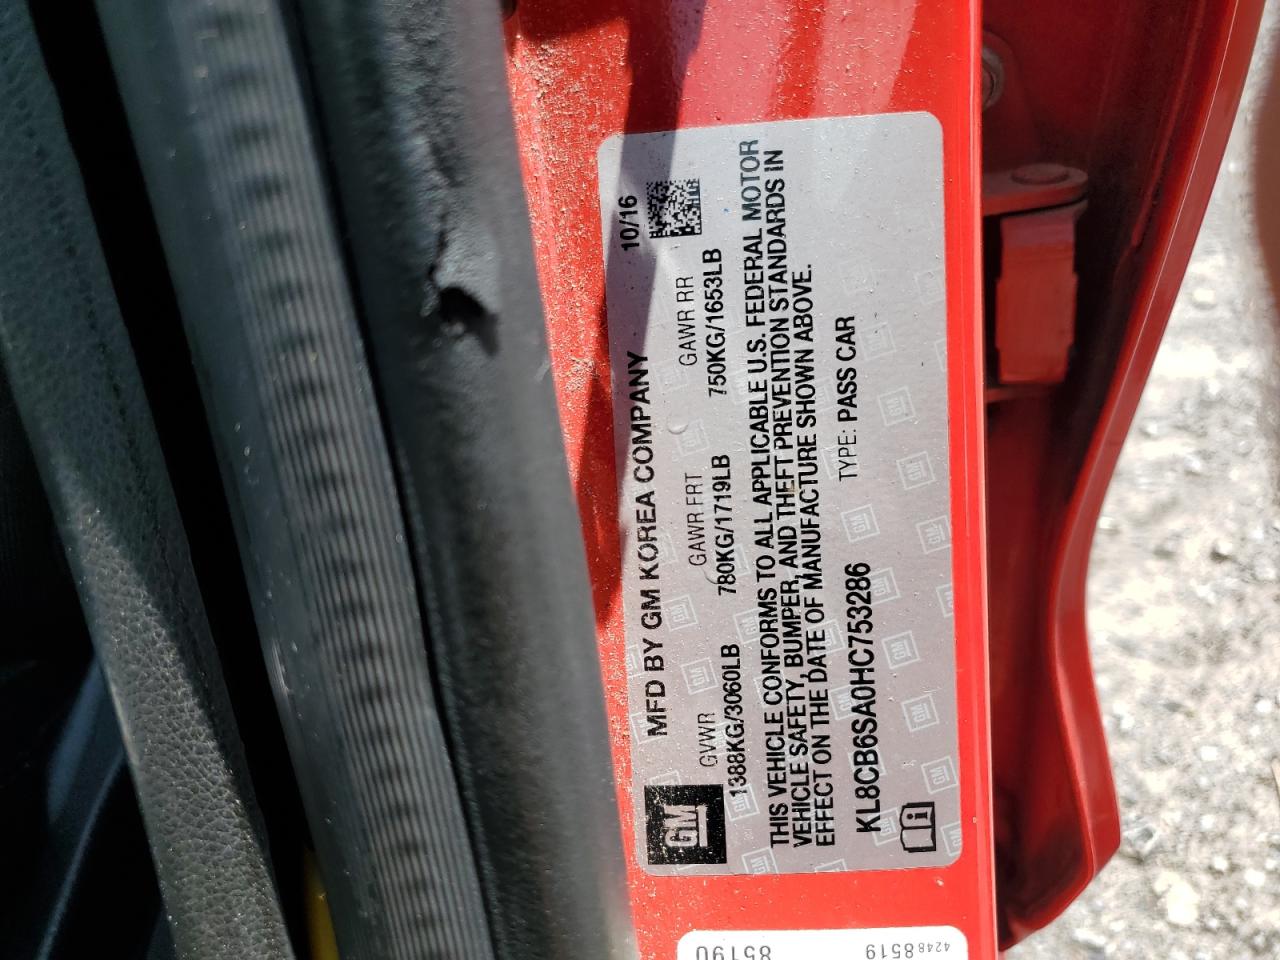 MFD BY GM KOREA COMPANY 10/16
GVWR GAWR FRT GAWR RR
1388KG/3060LB 780KG/1719LB 750KG/1653LB
GM
THIS VEHICLE CONFORMS TO ALL APPLICABLE U.S. FEDERAL MOTOR
VEHICLE SAFETY, BUMPER, AND THEFT PREVENTION STANDARDS IN
EFFECT ON THE DATE OF MANUFACTURE SHOWN ABOVE.
KL8CB6SA0HC753286 TYPE: PASS CAR
42488519